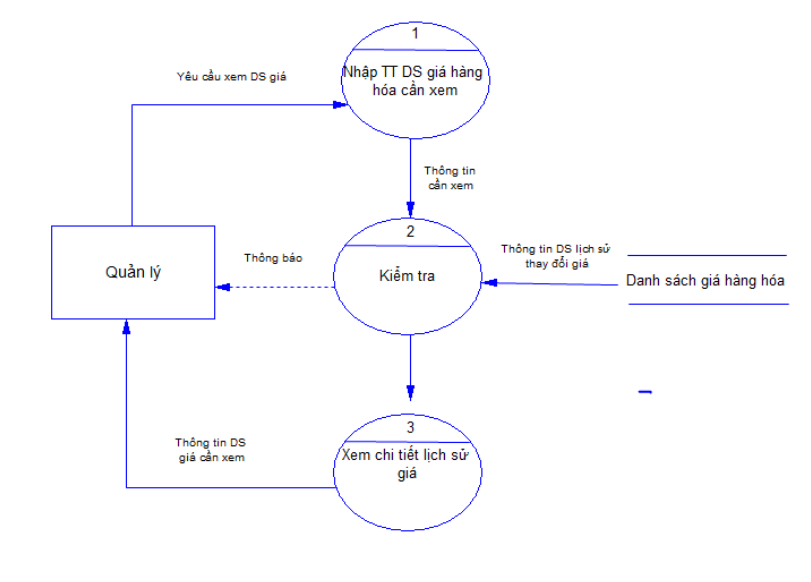 1
Nhập TT DS giá hàng
hóa cần xem
Yêu cầu xem DS giá
Thông tin
cần xem
2
Kiểm tra
Thông tin DS lịch sử
thay đổi giá
Danh sách giá hàng hóa
Thông báo
Quản lý
3
Xem chi tiết lịch sử
giá
Thông tin DS
giá cần xem